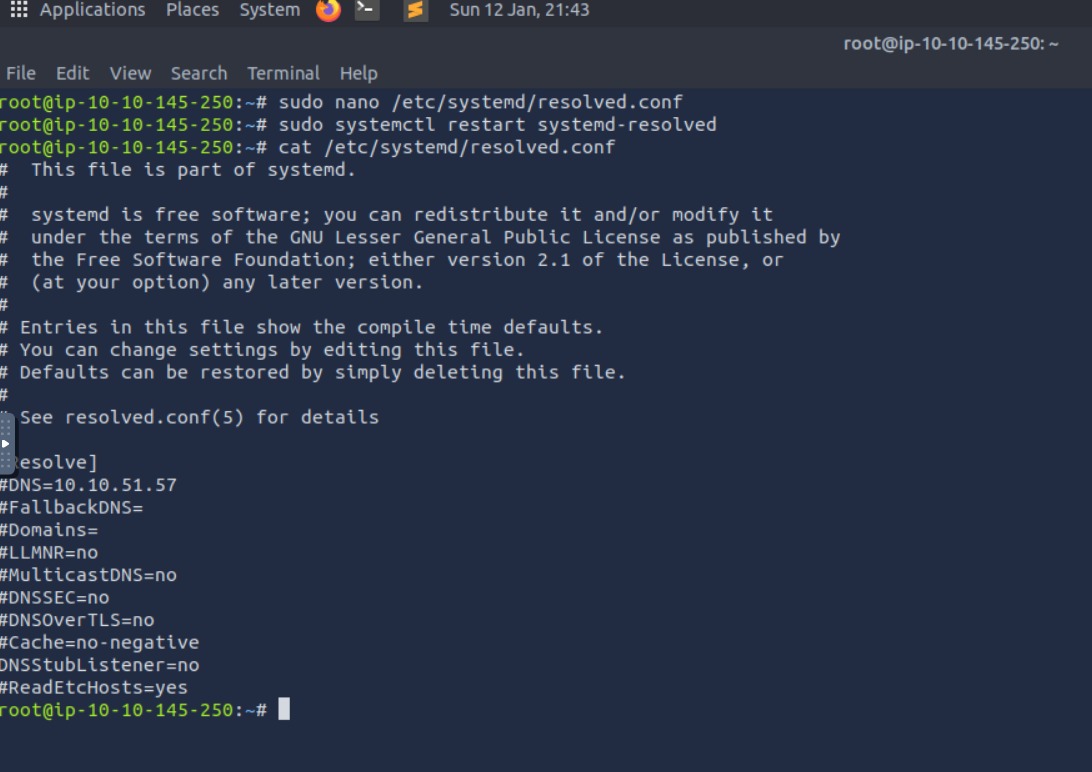 Applications Places System Sun 12 Jan, 21:43
root@ip-10-10-145-250: ~
File Edit View Search Terminal Help
root@ip-10-10-145-250:~# sudo nano /etc/systemd/resolved.conf
root@ip-10-10-145-250:~# sudo systemctl restart systemd-resolved
root@ip-10-10-145-250:~# cat /etc/systemd/resolved.conf
#  This file is part of systemd.
#
#  systemd is free software; you can redistribute it and/or modify it
#  under the terms of the GNU Lesser General Public License as published by
#  the Free Software Foundation; either version 2.1 of the License, or
#  (at your option) any later version.
#
# Entries in this file show the compile time defaults.
# You can change settings by editing this file.
# Defaults can be restored by simply deleting this file.
#
See resolved.conf(5) for details
esolve]
#DNS=10.10.51.57
#FallbackDNS=
#Domains=
#LLMNR=no
#MulticastDNS=no
#DNSSEC=no
#DNSOverTLS=no
#Cache=no-negative
DNSStubListener=no
#ReadEtcHosts=yes
root@ip-10-10-145-250:~#